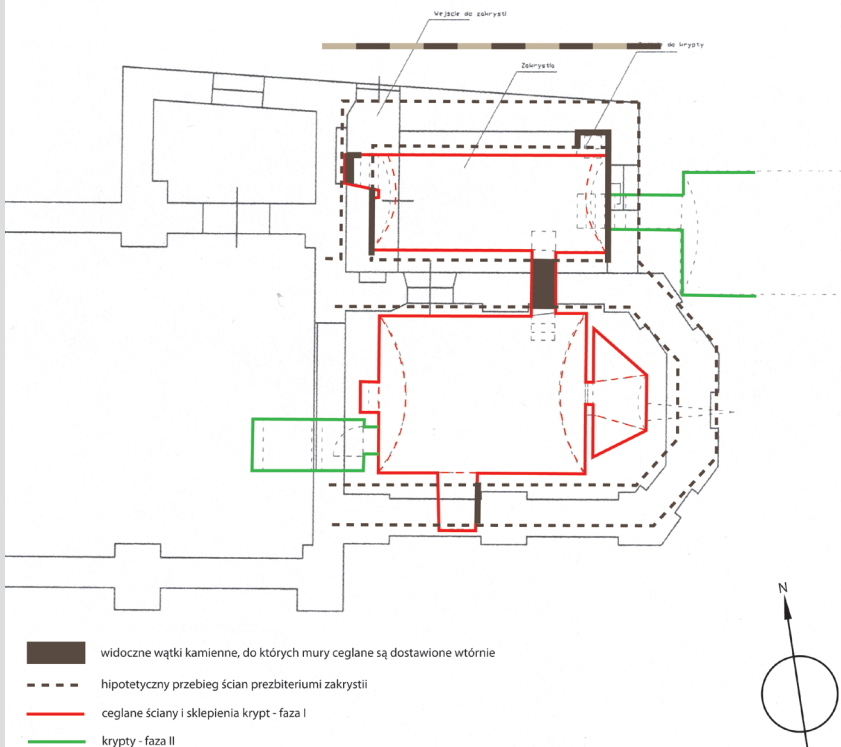 Wejście do zakrystii
do krypty
Zakrystia
N
widoczne wątki kamienne, do których mury ceglane są dostawione wtórnie
hipotetyczny przebieg ścian prezbiterium zakrystii
ceglane ściany i sklepienia krypt - faza I
krypty - faza II